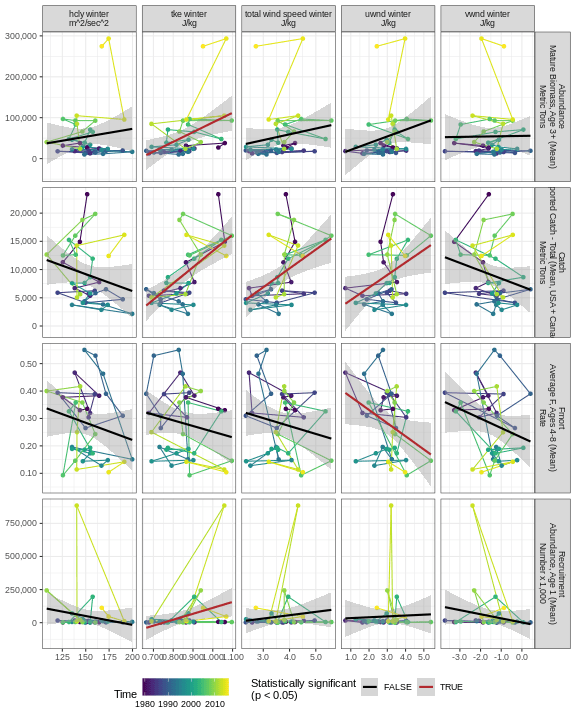 hcly winter
m^2/sec^2
tke winter
J/kg
total wind speed winter
J/kg
uwnd winter
J/kg
vwnd winter
J/kg
300,000
200,000
100,000
0
Abundance
Mature Biomass, Age 3+ (Mean)
Metric Tons
20,000
15,000
10,000
5,000
0
Catch
ported Catch - Total (Mean, USA + Cana
Metric Tons
0.50
0.40
0.30
0.20
0.10
Fmort
Average F, Ages 4-8 (Mean)
Rate
750,000
500,000
250,000
0
Recruitment
Abundance, Age 1 (Mean)
Number x 1,000
125 150 175 200
0.700 0.800 0.900 1.000 1.100
3.0 4.0 5.0
1.0 2.0 3.0 4.0 5.0
-3.0 -2.0 -1.0 0.0
Time
1980 1990 2000 2010
Statistically significant
(p < 0.05)
FALSE
TRUE